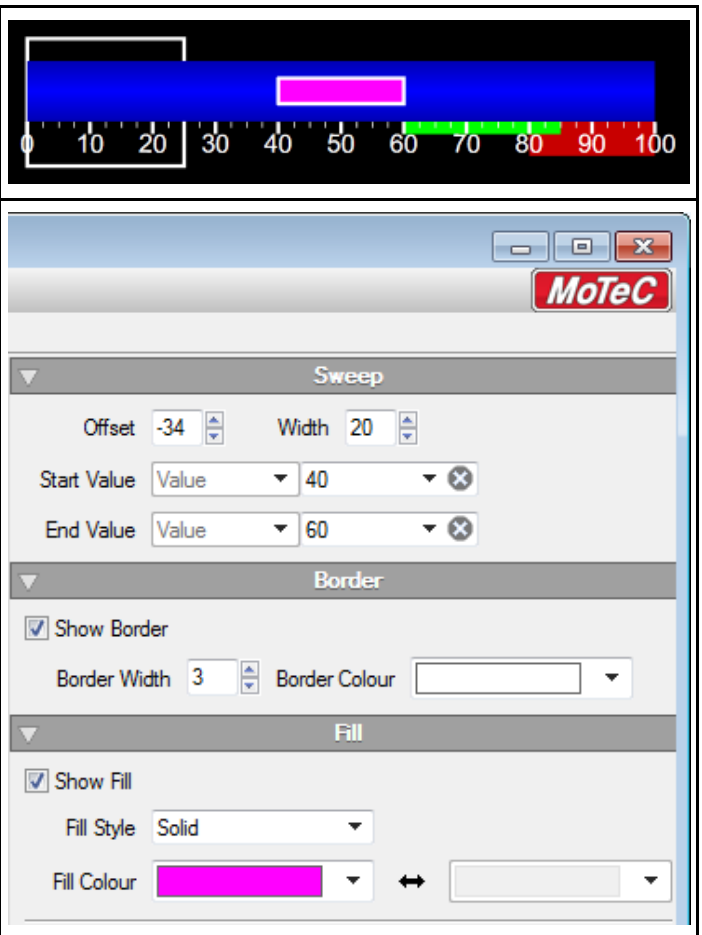 0 10 20 30 40 50 60 70 80 90 100
MoTeC
Sweep
Offset -34 Width 20
Start Value Value 40
End Value Value 60
Border
Show Border
Border Width 3 Border Colour
Fill
Show Fill
Fill Style Solid
Fill Colour